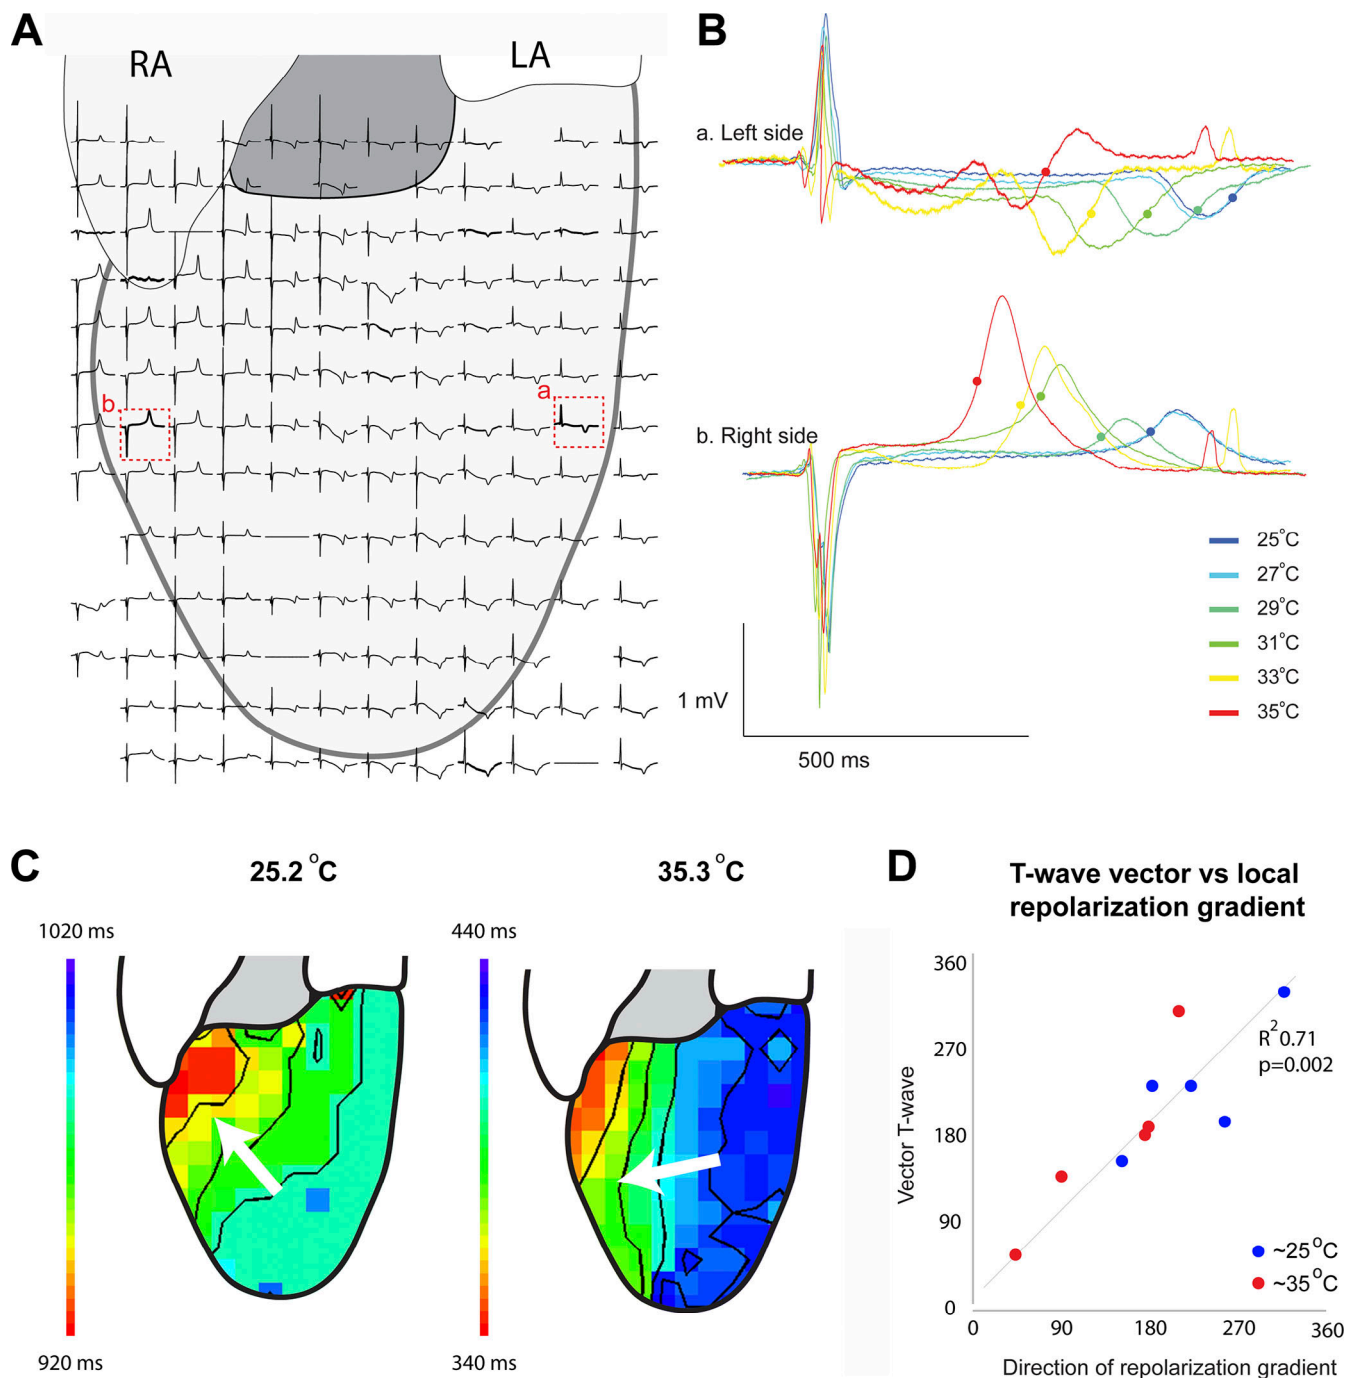 A
RA
LA
b
a
B
a. Left side
b. Right side
25°C
27°C
29°C
31°C
33°C
35°C
1 mV
500 ms
C
25.2 °C
35.3 °C
1020 ms
440 ms
920 ms
340 ms
D
T-wave vector vs local
repolarization gradient
Vector T-wave
360
270
180
90
0
R² 0.71
p=0.002
~25°C
~35°C
0 90 180 270 360
Direction of repolarization gradient